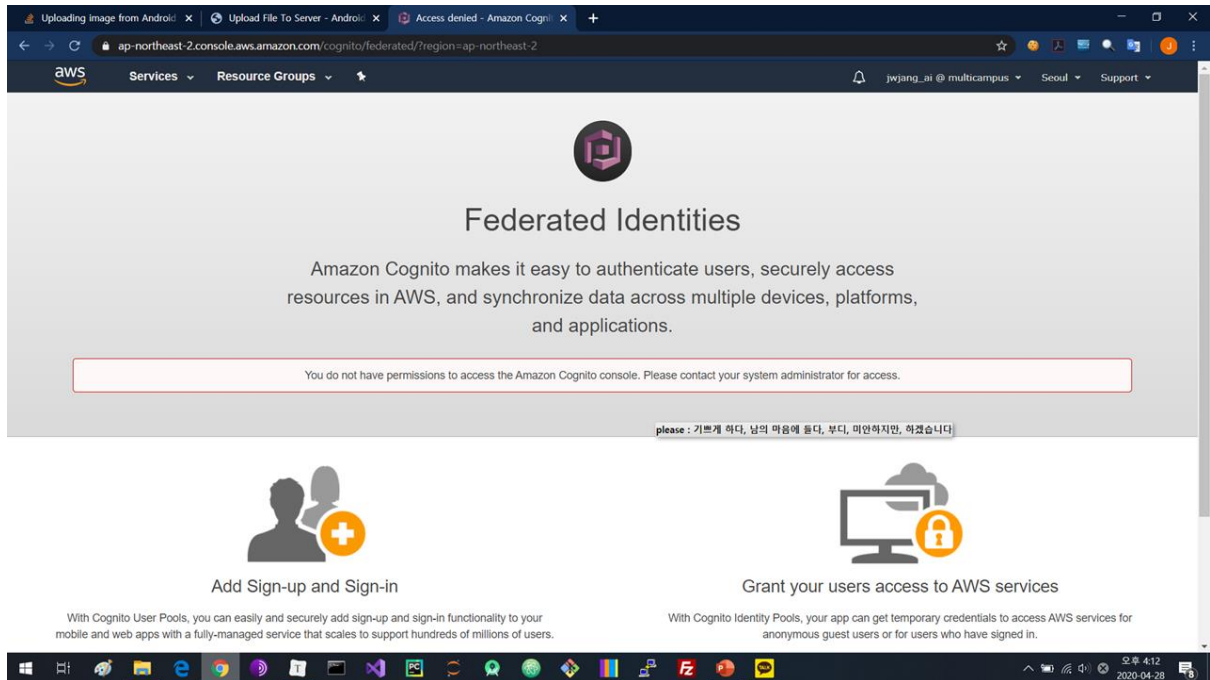 Uploading image from Android
Upload File To Server - Android
Access denied - Amazon Cogni
ap-northeast-2.console.aws.amazon.com/cognito/federated/?region=ap-northeast-2
aws
Services
Resource Groups
jwjang_ai @ multicampus
Seoul
Support
Federated Identities
Amazon Cognito makes it easy to authenticate users, securely access
resources in AWS, and synchronize data across multiple devices, platforms,
and applications.
You do not have permissions to access the Amazon Cognito console. Please contact your system administrator for access.
please : 기쁘게 하다, 남의 마음에 들다, 부디, 미안하지만, 하겠습니다
Add Sign-up and Sign-in
With Cognito User Pools, you can easily and securely add sign-up and sign-in functionality to your
mobile and web apps with a fully-managed service that scales to support hundreds of millions of users.
Grant your users access to AWS services
With Cognito Identity Pools, your app can get temporary credentials to access AWS services for
anonymous guest users or for users who have signed in.
오후 4:12
2020-04-28